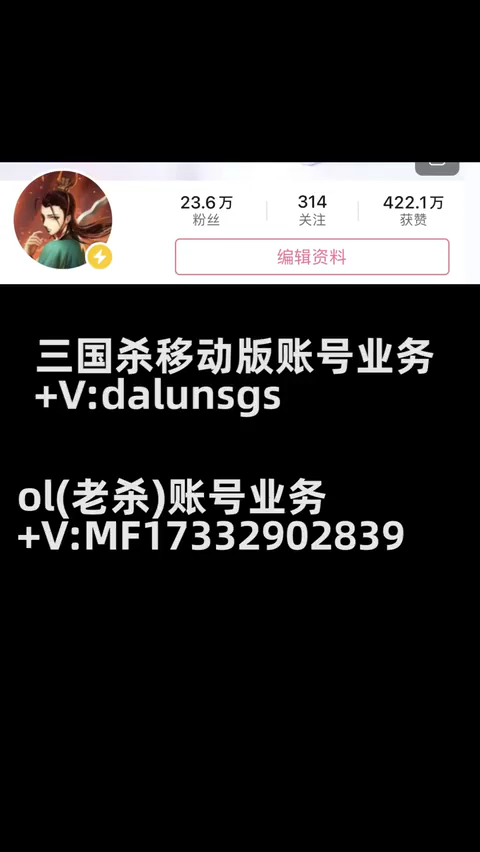 23.6万 314 422.1万
粉丝 关注 获赞
编辑资料
三国杀移动版账号业务
+V:dalunsgs
ol(老杀)账号业务
+V:MF17332902839